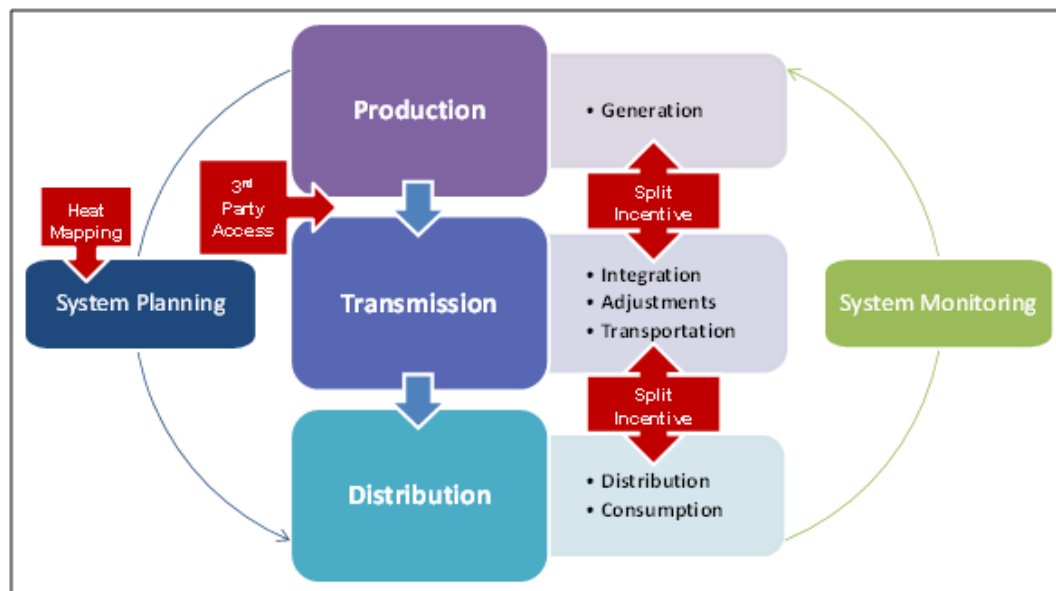 Production
• Generation
3rd
Party
Access
Split
Incentive
Heat
Mapping
System Planning
Transmission
• Integration
• Adjustments
• Transportation
System Monitoring
Split
Incentive
Distribution
• Distribution
• Consumption